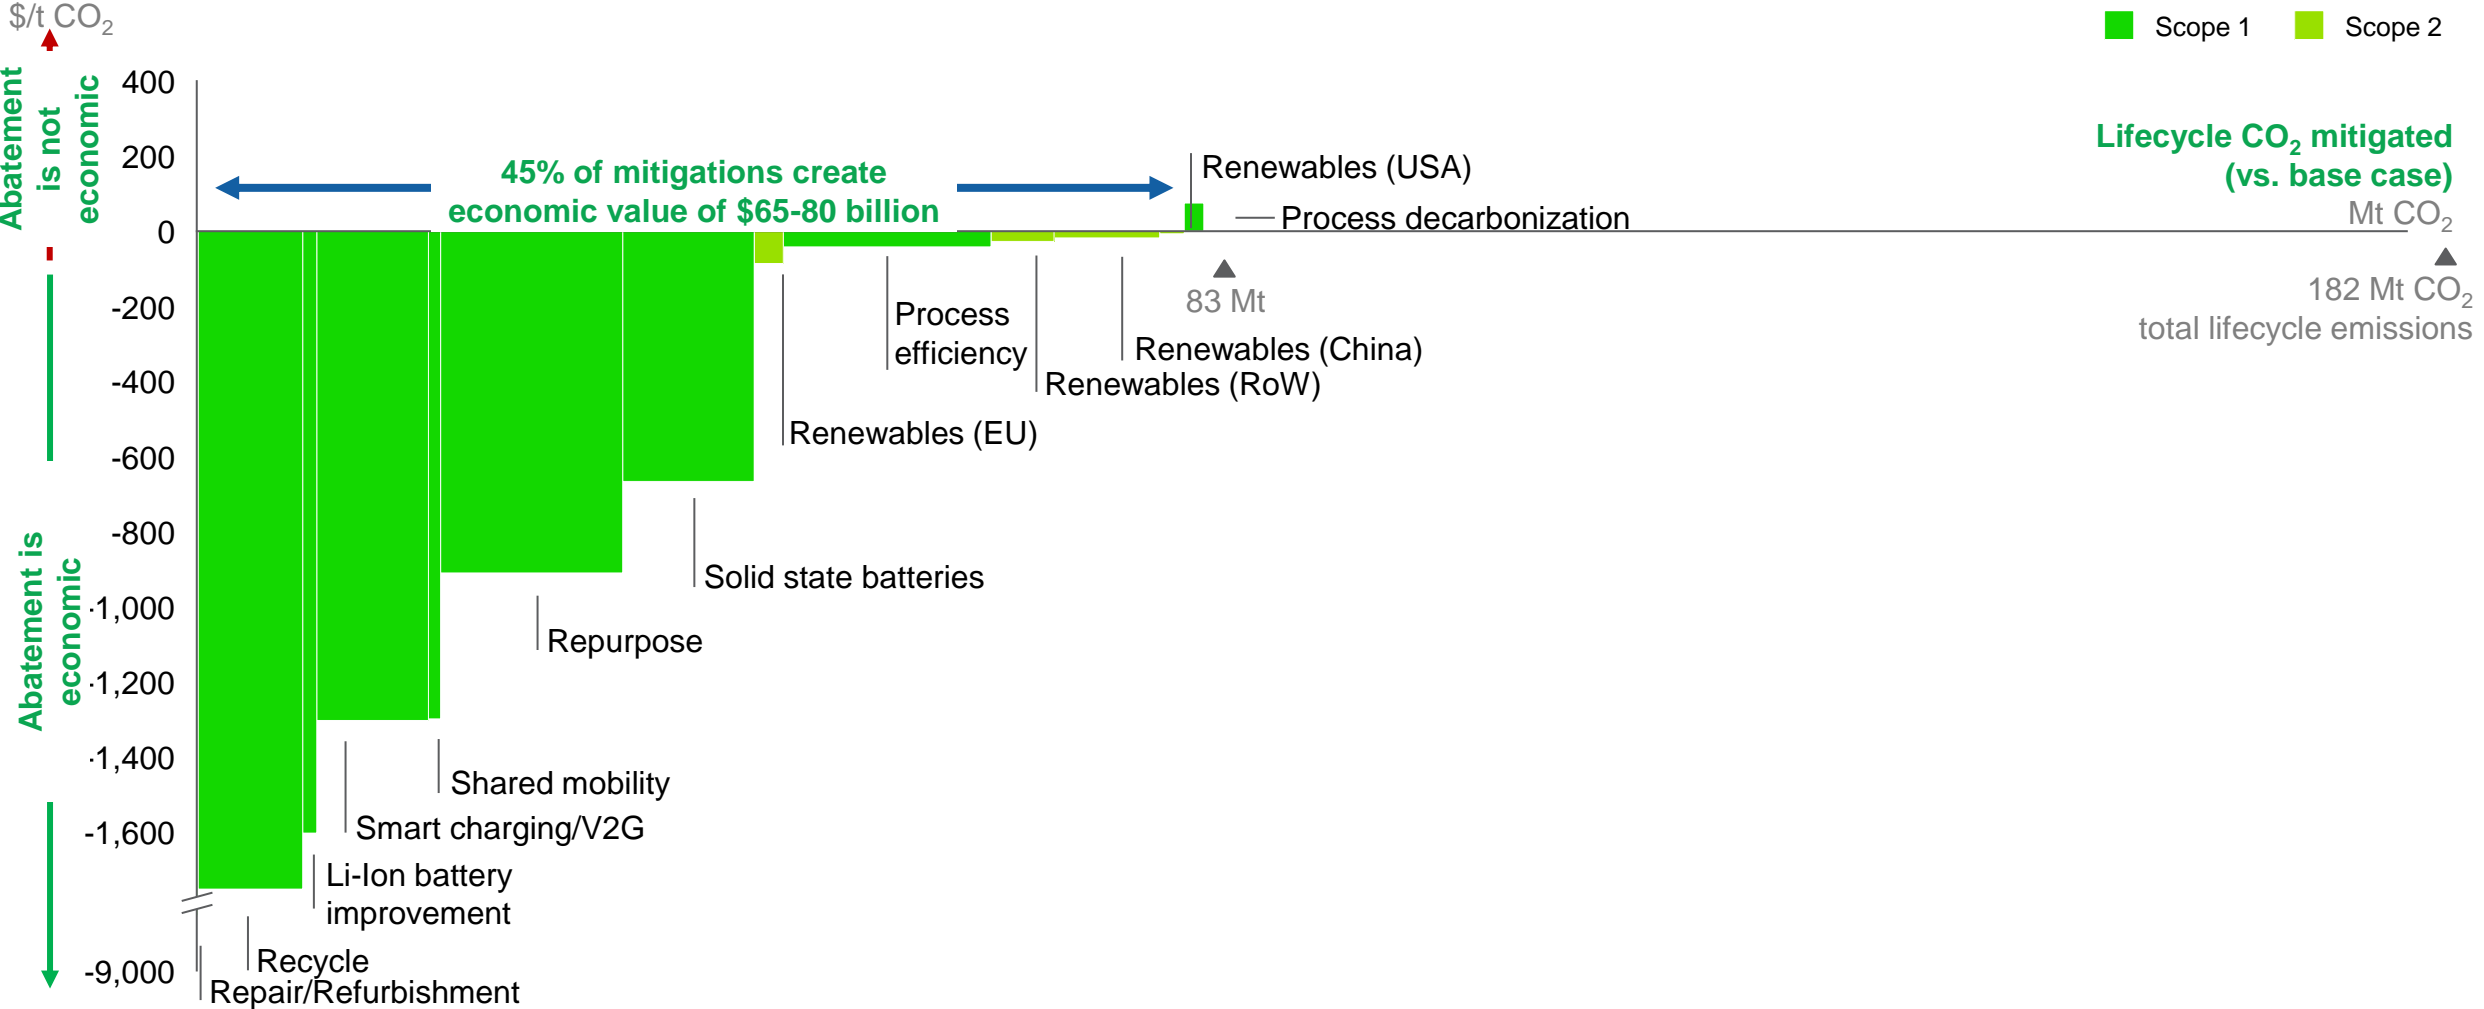 $/t CO₂
Scope 1
Scope 2
Abatement
is not
economic
Abatement is
economic
400
200
0
-200
-400
-600
-800
-1,000
-1,200
-1,400
-1,600
-9,000
45% of mitigations create
economic value of $65-80 billion
Renewables (USA)
Process decarbonization
Lifecycle CO₂ mitigated
(vs. base case)
Mt CO₂
83 Mt
182 Mt CO₂
total lifecycle emissions
Process
efficiency
Renewables (China)
Renewables (RoW)
Renewables (EU)
Solid state batteries
Repurpose
Shared mobility
Smart charging/V2G
Li-Ion battery
improvement
Recycle
Repair/Refurbishment